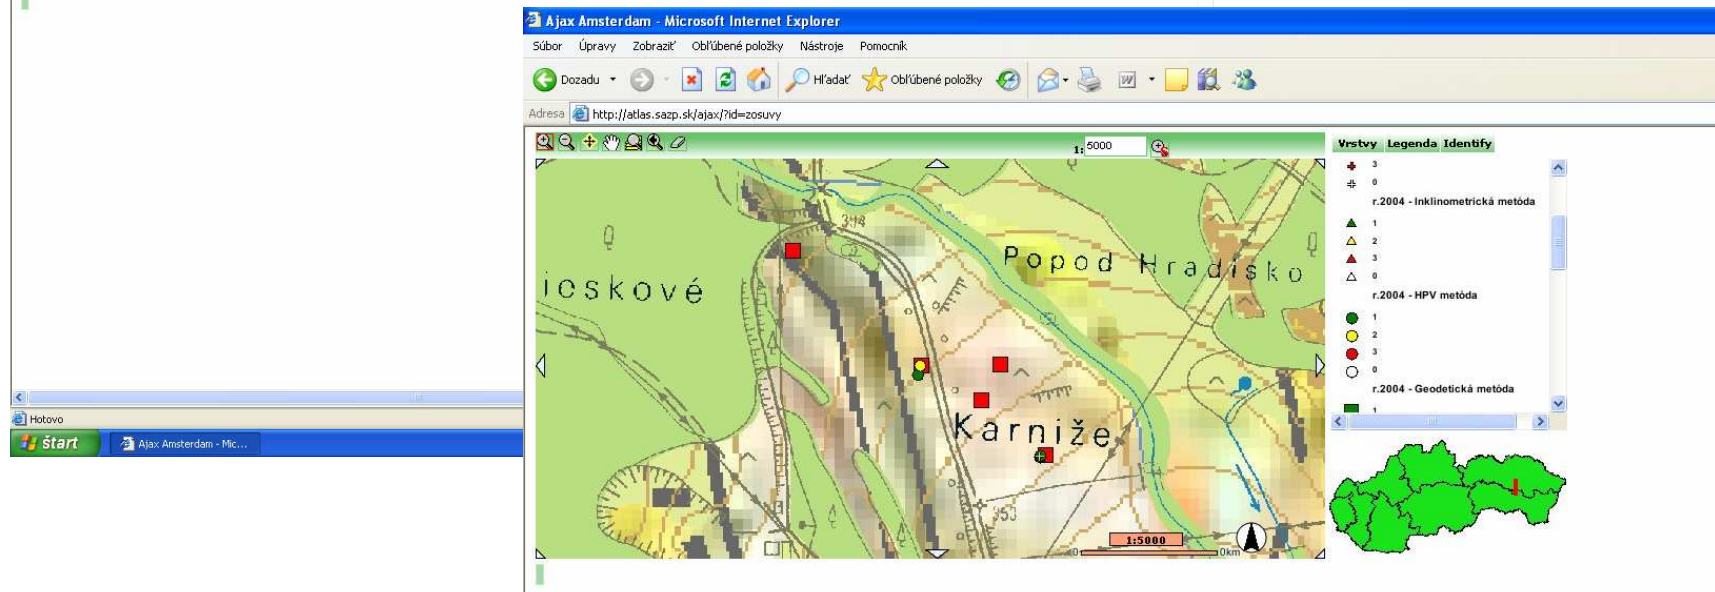 Ajax Amsterdam - Microsoft Internet Explorer
Súbor Úpravy Zobraziť Obľúbené položky Nástroje Pomocník
Dozadu Hľadať Obľúbené položky
Adresa http://atlas.sazp.sk/ajax/?id=zosuvy
1: 5000
Vrstvy Legenda Identify
3
0
r.2004 - Inklinometrická metóda
1
2
3
0
r.2004 - HPV metóda
1
2
3
0
r.2004 - Geodetická metóda
1
344
Popod Hradisko
ioskové
Karniže
353
1:5000
0 0km
Hotovo
štart Ajax Amsterdam - Mic...